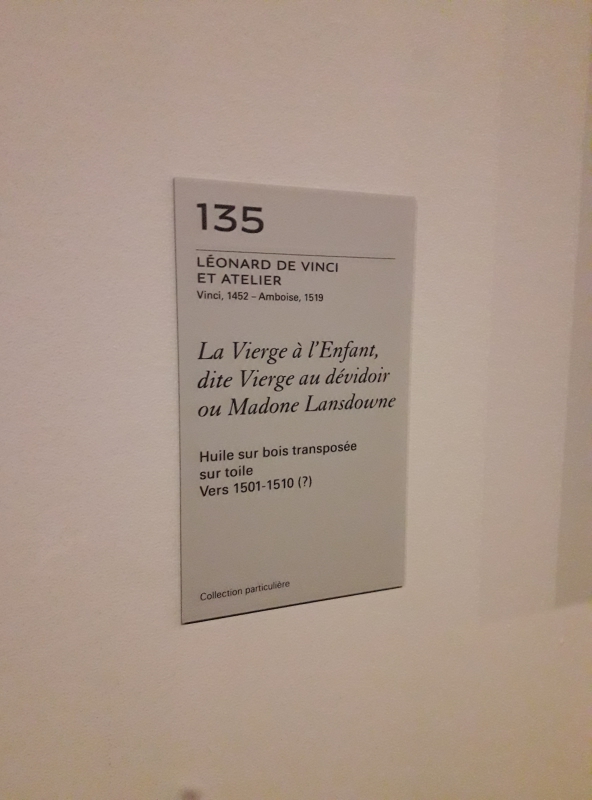 135
LÉONARD DE VINCI
ET ATELIER
Vinci, 1452 – Amboise, 1519
La Vierge à l'Enfant,
dite Vierge au dévidoir
ou Madone Lansdowne
Huile sur bois transposée
sur toile
Vers 1501-1510 (?)
Collection particulière